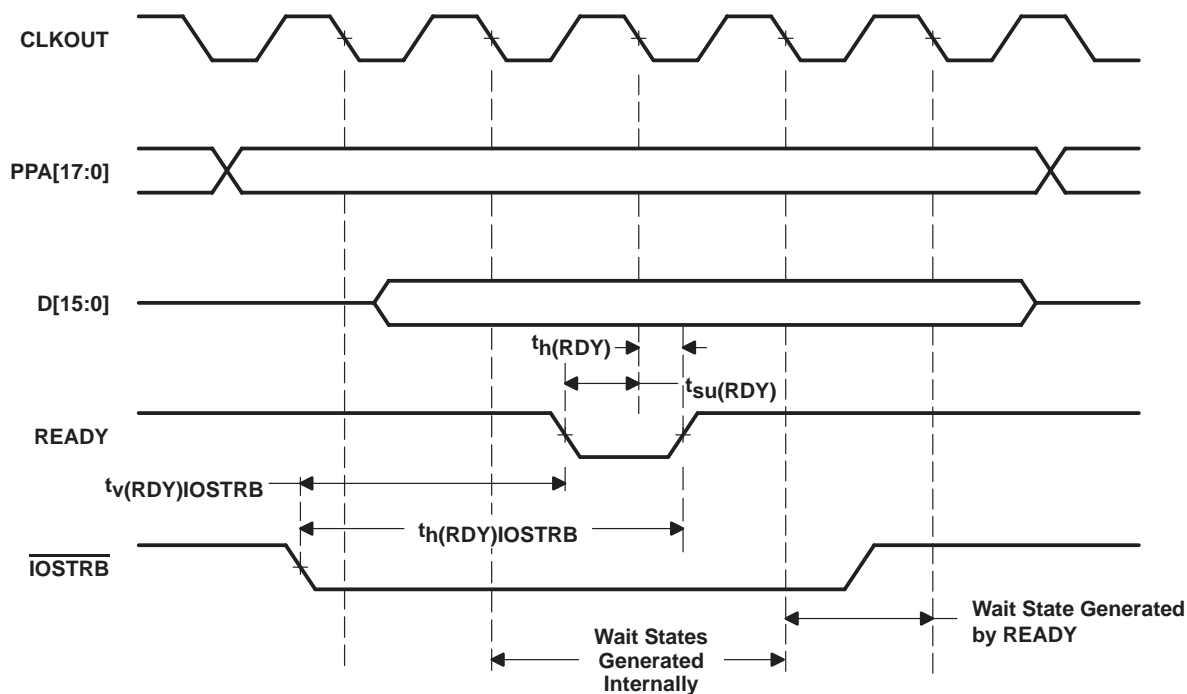 CLKOUT
PPA[17:0]
D[15:0]
th(RDY)
tsu(RDY)
READY
tv(RDY)IOSTRB
th(RDY)IOSTRB
IOSTRB
Wait States
Generated
Internally
Wait State Generated
by READY